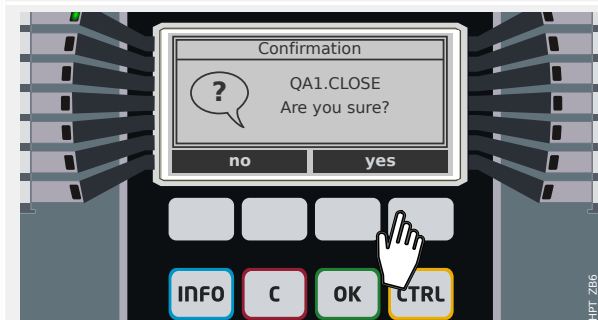 Confirmation
?
QA1.CLOSE
Are you sure?
no yes
INFO C OK CTRL
HPT_ZB6